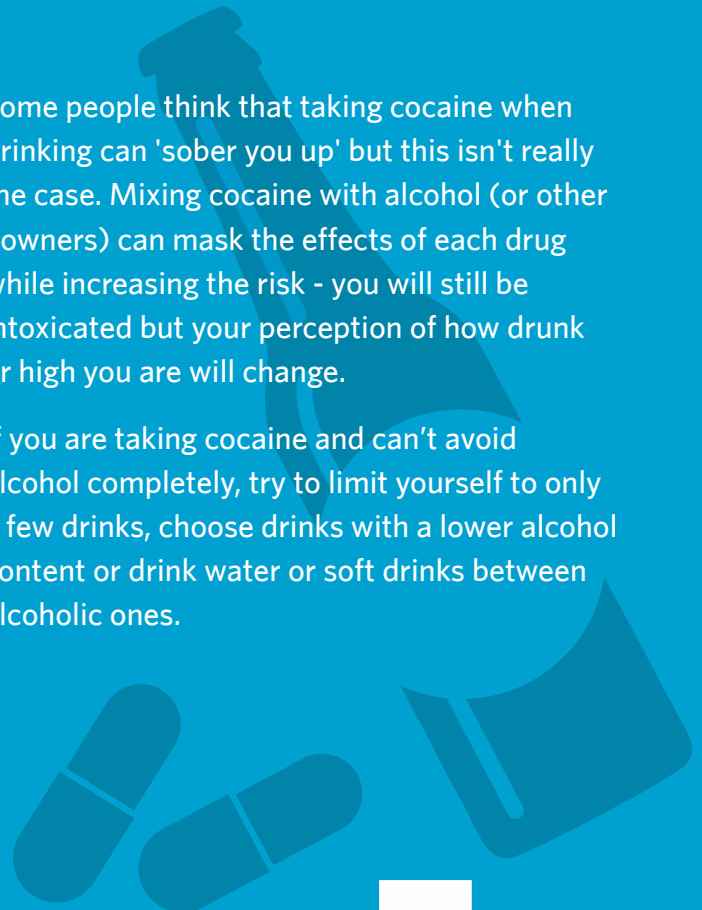 ome people think that taking cocaine when
rinking can 'sober you up' but this isn't really
he case. Mixing cocaine with alcohol (or other
owners) can mask the effects of each drug
while increasing the risk - you will still be
ntoxicated but your perception of how drunk
r high you are will change.
f you are taking cocaine and can’t avoid
lcohol completely, try to limit yourself to only
few drinks, choose drinks with a lower alcohol
ontent or drink water or soft drinks between
lcoholic ones.